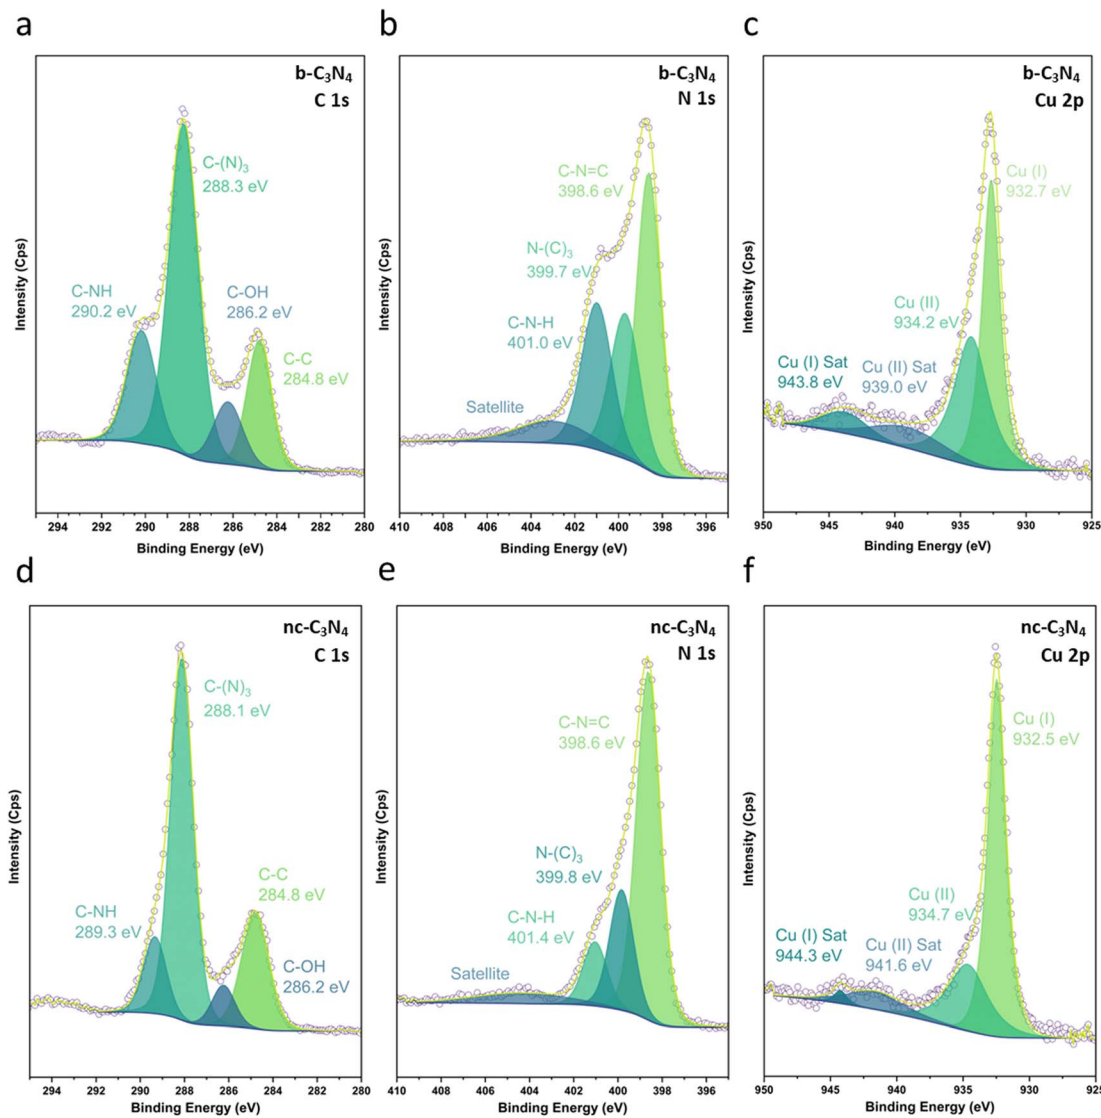 a
b-C₃N₄
C 1s
C-(N)₃
288.3 eV
C-NH
290.2 eV
C-OH
286.2 eV
C-C
284.8 eV
Intensity (Cps)
294 292 290 288 286 284 282 280
Binding Energy (eV)
b
b-C₃N₄
N 1s
C-N=C
398.6 eV
N-(C)₃
399.7 eV
C-N-H
401.0 eV
Satellite
Intensity (Cps)
410 408 406 404 402 400 398 396
Binding Energy (eV)
c
b-C₃N₄
Cu 2p
Cu (I)
932.7 eV
Cu (II)
934.2 eV
Cu (I) Sat
943.8 eV
Cu (II) Sat
939.0 eV
Intensity (Cps)
950 945 940 935 930 925
Binding Energy (eV)
d
nc-C₃N₄
C 1s
C-(N)₃
288.1 eV
C-C
284.8 eV
C-NH
289.3 eV
C-OH
286.2 eV
Intensity (Cps)
294 292 290 288 286 284 282 280
Binding Energy (eV)
e
nc-C₃N₄
N 1s
C-N=C
398.6 eV
N-(C)₃
399.8 eV
C-N-H
401.4 eV
Satellite
Intensity (Cps)
410 408 406 404 402 400 398 396
Binding Energy (eV)
f
nc-C₃N₄
Cu 2p
Cu (I)
932.5 eV
Cu (II)
934.7 eV
Cu (I) Sat
944.3 eV
Cu (II) Sat
941.6 eV
Intensity (Cps)
950 945 940 935 930 925
Binding Energy (eV)